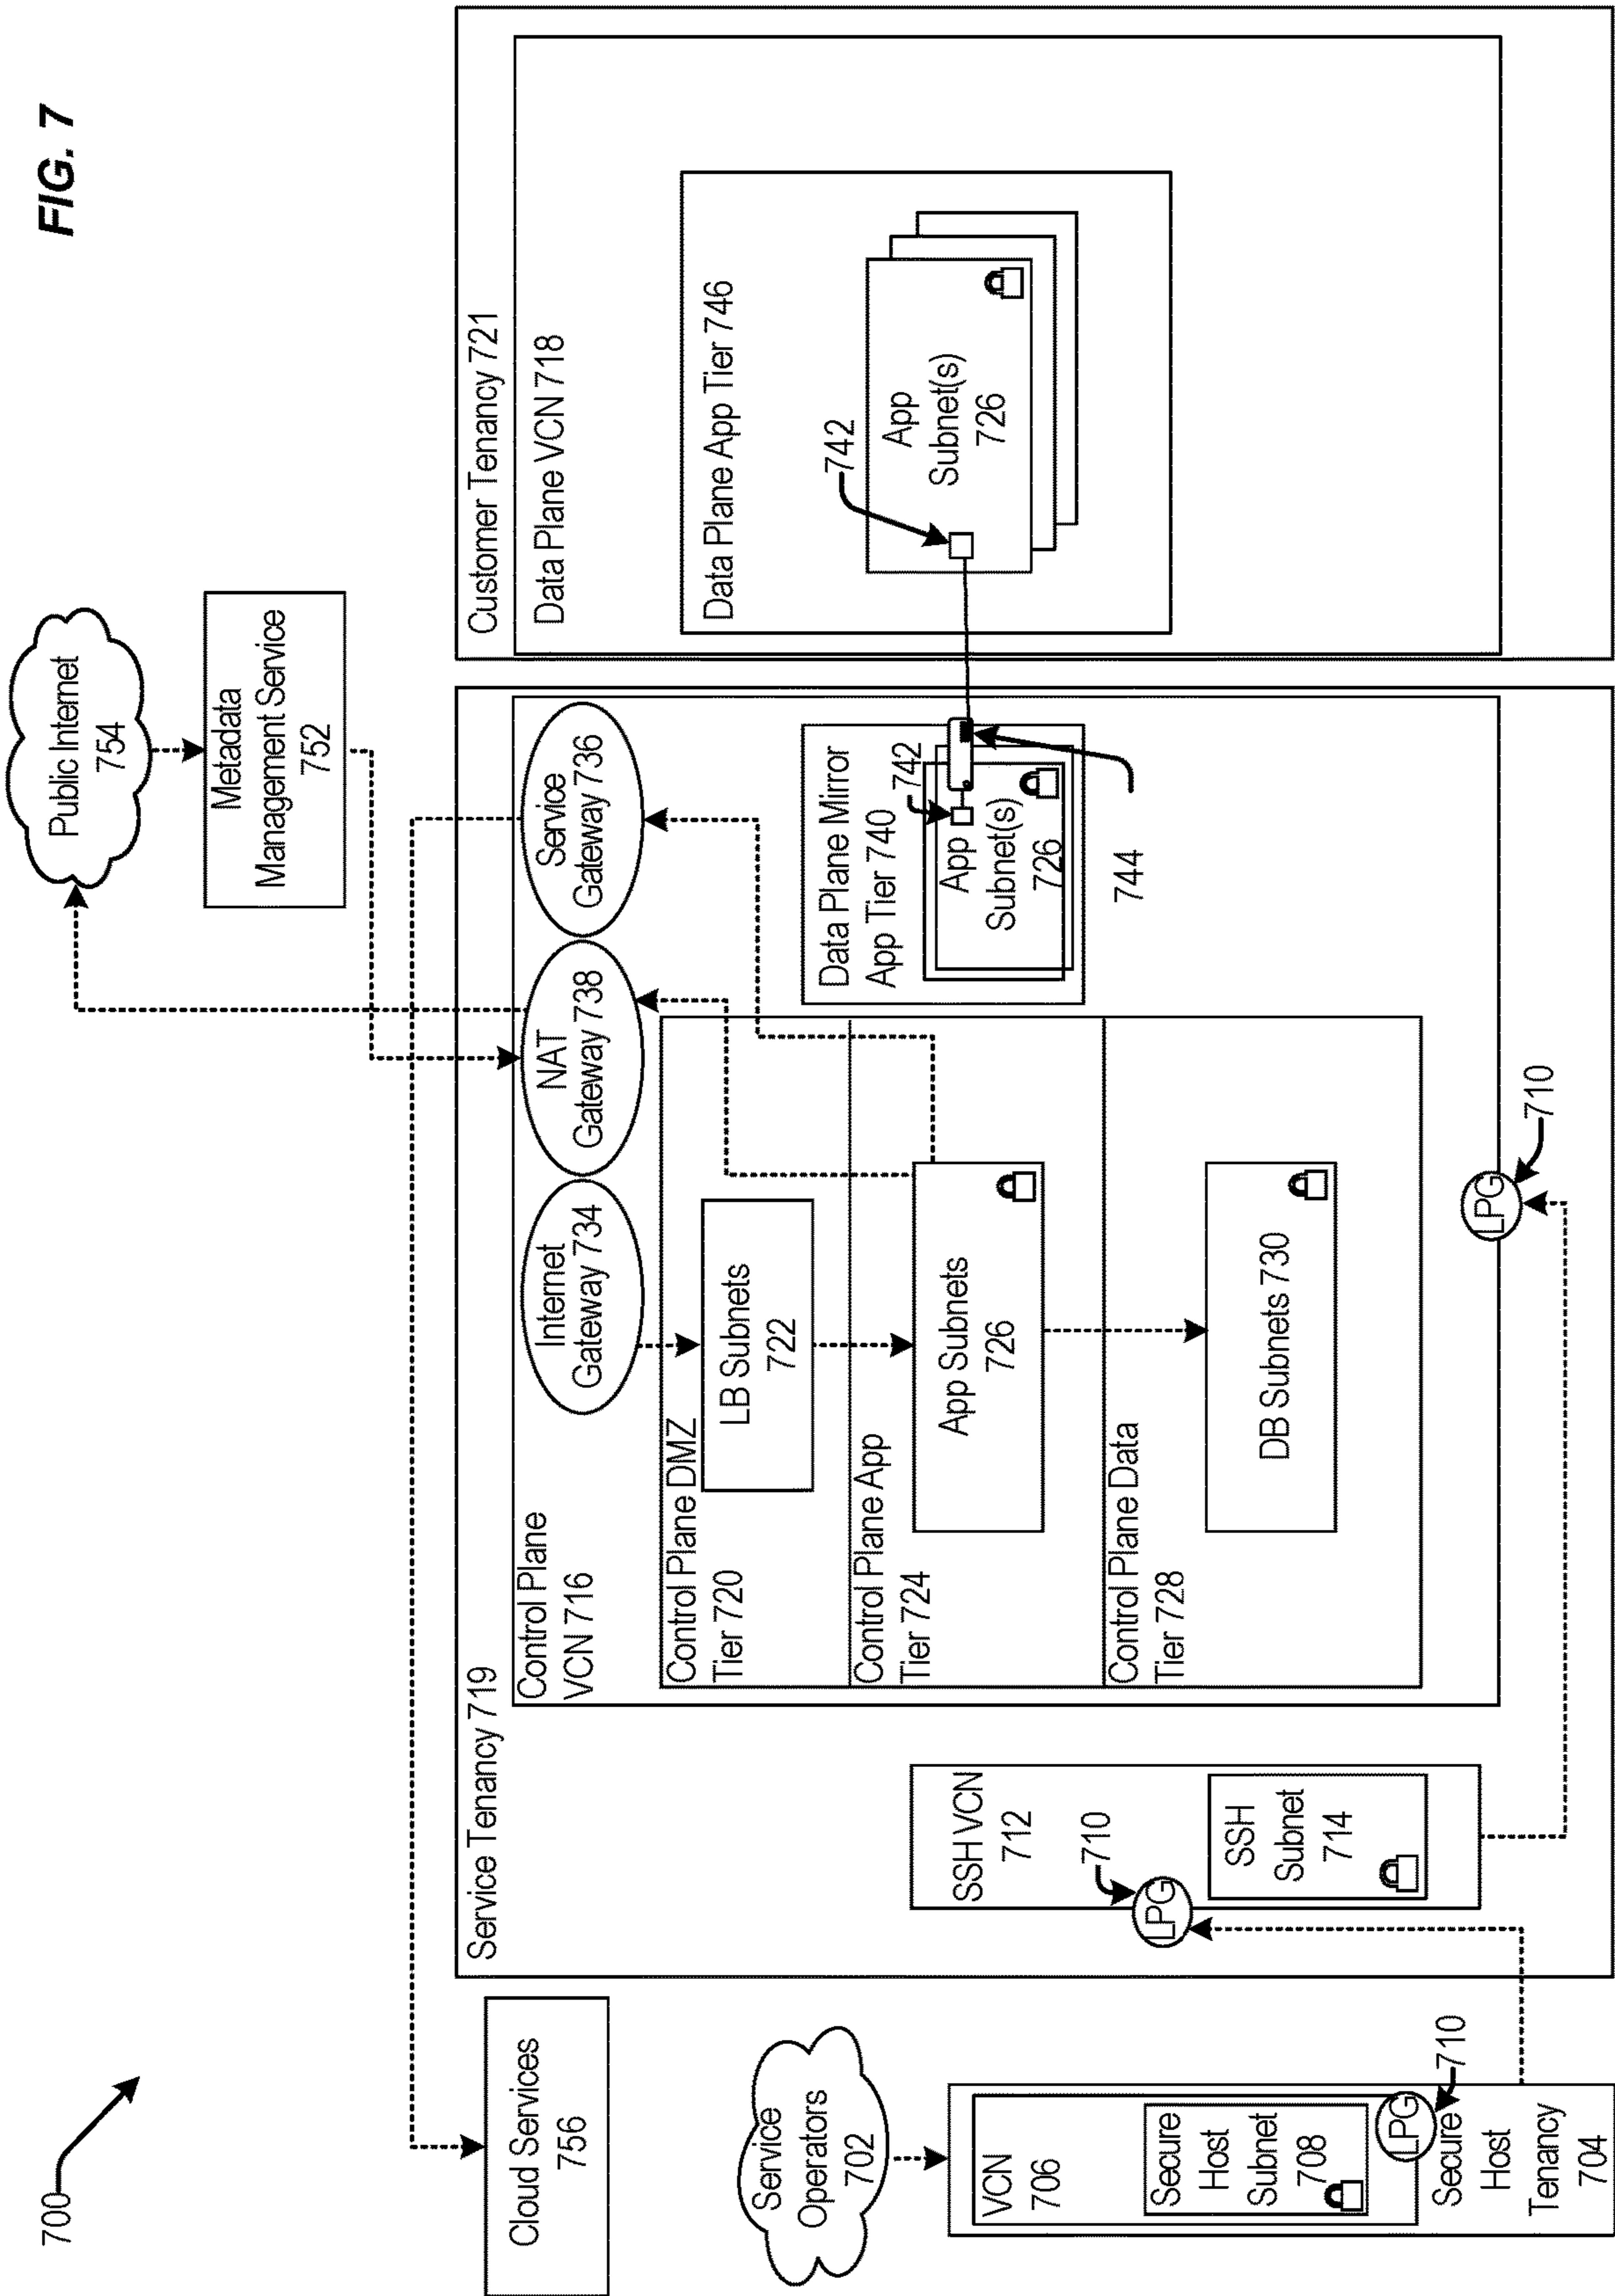 FIG. 7
700
Public Internet
754
Metadata
Management Service
752
Cloud Services
756
Service
Operators
702
VCN
706
Secure
Host
Subnet
708
LPG
710
Secure
Host
Tenancy
704
Service Tenancy 719
SSH VCN
712
710
LPG
SSH
Subnet
714
Control Plane
VCN 716
Internet
Gateway 734
NAT
Gateway 738
Service
Gateway 736
Control Plane DMZ
Tier 720
LB Subnets
722
Control Plane App
Tier 724
App Subnets
726
Control Plane Data
Tier 728
DB Subnets 730
LPG
710
Data Plane Mirror
App Tier 740
742
App
Subnet(s)
726
744
Customer Tenancy 721
Data Plane VCN 718
Data Plane App Tier 746
742
App
Subnet(s)
726